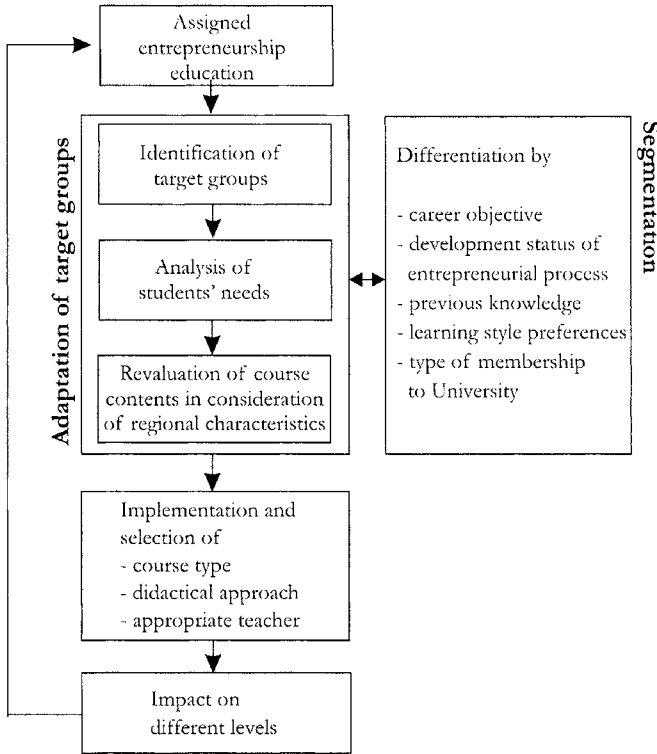 Assigned
entrepreneurship
education
Adaptation of target groups
Identification of
target groups
Analysis of
students' needs
Revaluation of course
contents in consideration
of regional characteristics
Segmentation
Differentiation by
- career objective
- development status of
entrepreneurial process
- previous knowledge
- learning style preferences
- type of membership
to University
Implementation and
selection of
- course type
- didactical approach
- appropriate teacher
Impact on
different levels